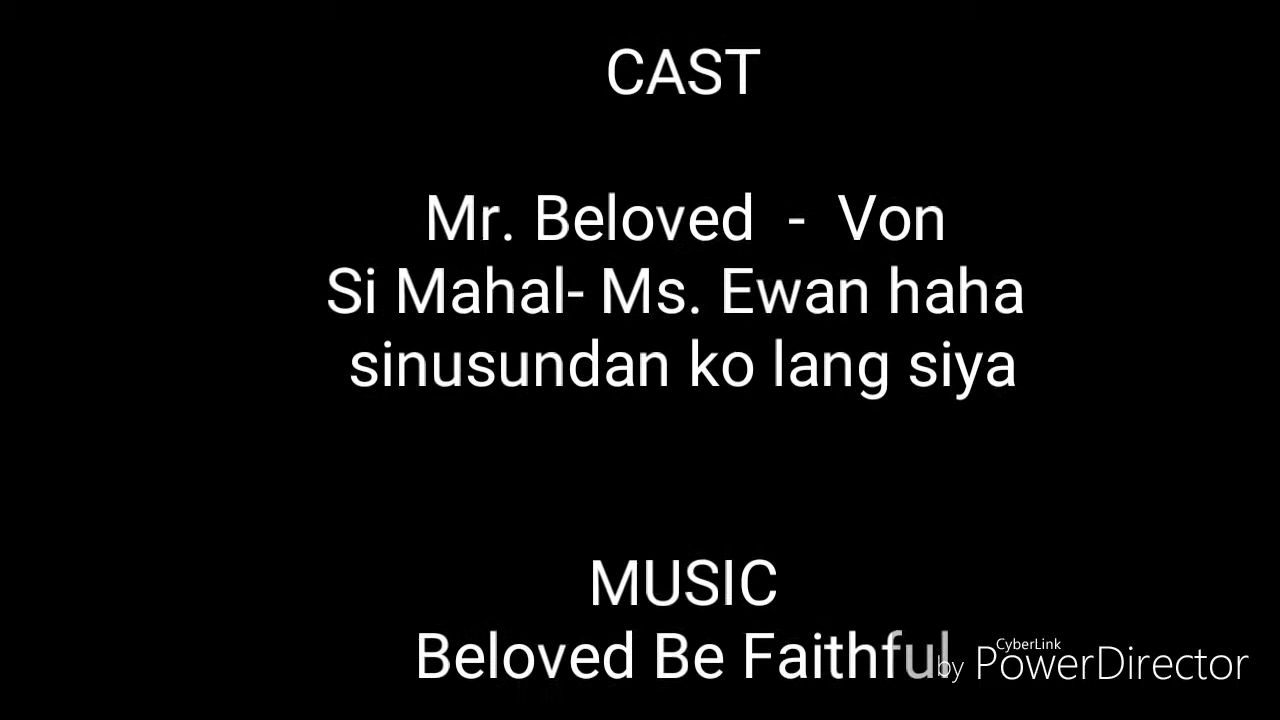 CAST
Mr. Beloved - Von
Si Mahal- Ms. Ewan haha
sinusundan ko lang siya
MUSIC
Beloved Be Faithful
by CyberLink PowerDirector